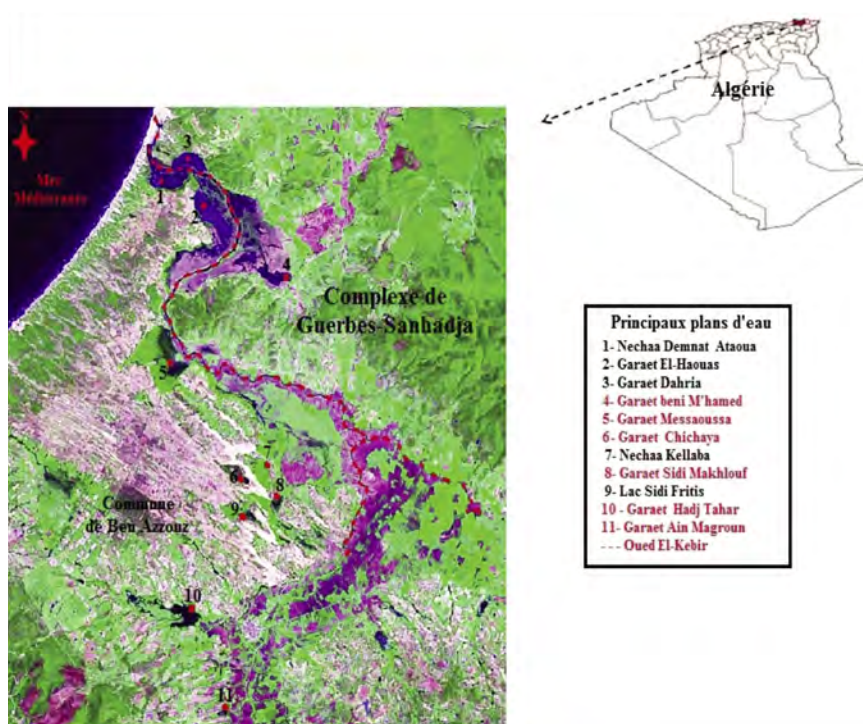 Algérie
N
Mer
Méditerranée
1
2
3
4
Complexe de
Guerbes-Sanhadja
5
6
7
8
9
Commune
de Ben Azzouz
10
11
Principaux plans d'eau
1- Nechaa Demnat Ataoua
2- Garaet El-Haouas
3- Garaet Dahria
4- Garaet beni M'hamed
5- Garaet Messaoussa
6- Garaet Chichaya
7- Nechaa Kellaba
8- Garaet Sidi Makhlouf
9- Lac Sidi Fritis
10 - Garaet Hadj Tahar
11- Garaet Ain Magroun
--- Oued El-Kebir